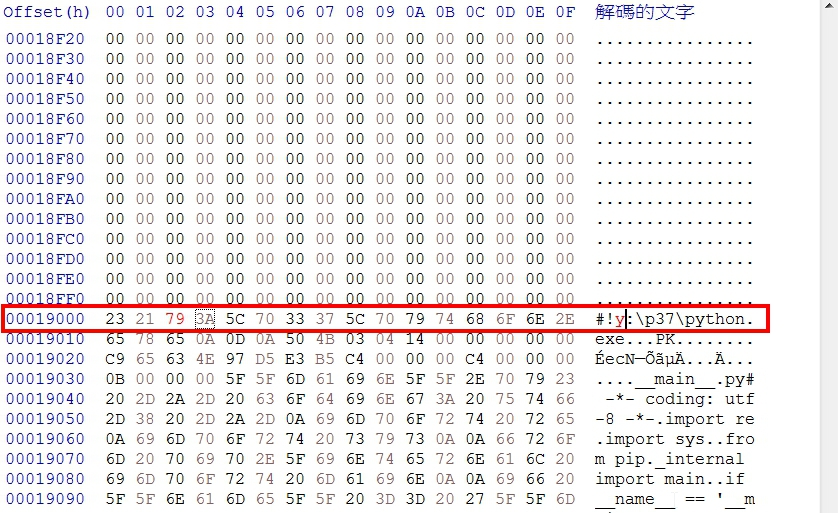 Offset(h) 00 01 02 03 04 05 06 07 08 09 0A 0B 0C 0D 0E 0F 解碼的文字
00018F20 00 00 00 00 00 00 00 00 00 00 00 00 00 00 00 00 ................
00018F30 00 00 00 00 00 00 00 00 00 00 00 00 00 00 00 00 ................
00018F40 00 00 00 00 00 00 00 00 00 00 00 00 00 00 00 00 ................
00018F50 00 00 00 00 00 00 00 00 00 00 00 00 00 00 00 00 ................
00018F60 00 00 00 00 00 00 00 00 00 00 00 00 00 00 00 00 ................
00018F70 00 00 00 00 00 00 00 00 00 00 00 00 00 00 00 00 ................
00018F80 00 00 00 00 00 00 00 00 00 00 00 00 00 00 00 00 ................
00018F90 00 00 00 00 00 00 00 00 00 00 00 00 00 00 00 00 ................
00018FA0 00 00 00 00 00 00 00 00 00 00 00 00 00 00 00 00 ................
00018FB0 00 00 00 00 00 00 00 00 00 00 00 00 00 00 00 00 ................
00018FC0 00 00 00 00 00 00 00 00 00 00 00 00 00 00 00 00 ................
00018FD0 00 00 00 00 00 00 00 00 00 00 00 00 00 00 00 00 ................
00018FE0 00 00 00 00 00 00 00 00 00 00 00 00 00 00 00 00 ................
00018FF0 00 00 00 00 00 00 00 00 00 00 00 00 00 00 00 00 ................
00019000 23 21 79 3A 5C 70 33 37 5C 70 79 74 68 6F 6E 2E #!y:\p37\python.
00019010 65 78 65 0A 0D 0A 50 4B 03 04 14 00 00 00 00 00 exe...PK........
00019020 C9 65 63 4E 97 D5 E3 B5 C4 00 00 00 C4 00 00 00 ÉecN—ÕãµÄ...Ä...
00019030 0B 00 00 00 5F 5F 6D 61 69 6E 5F 5F 2E 70 79 23 ....__main__.py#
00019040 20 2D 2A 2D 20 63 6F 64 69 6E 67 3A 20 75 74 66 -*- coding: utf
00019050 2D 38 20 2D 2A 2D 0A 69 6D 70 6F 72 74 20 72 65 -8 -*-.import re
00019060 0A 69 6D 70 6F 72 74 20 73 79 73 0A 0A 66 72 6F .import sys..fro
00019070 6D 20 70 69 70 2E 5F 69 6E 74 65 72 6E 61 6C 20 m pip._internal
00019080 69 6D 70 6F 72 74 20 6D 61 69 6E 0A 0A 69 66 20 import main..if
00019090 5F 5F 6E 61 6D 65 5F 5F 20 3D 3D 20 27 5F 5F 6D __name__ == '__m